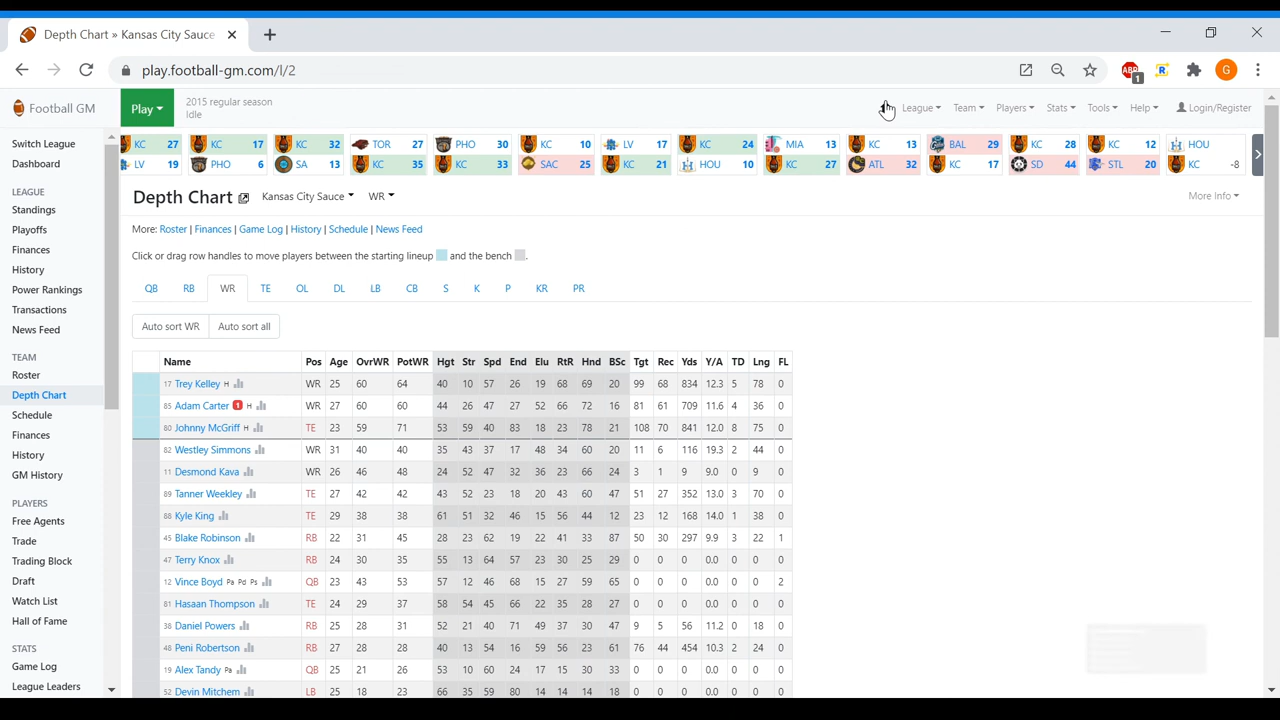 Depth Chart » Kansas City Sauce
play.football-gm.com/l/2
ABP 1 R G
Football GM Play 2015 regular season Idle League Team Players Stats Tools Help Login/Register
KC 27 KC 17 KC 32 TOR 27 PHO 30 KC 10 LV 17 KC 24 MIA 13 KC 13 BAL 29 KC 28 KC 12 HOU
LV 19 PHO 6 SA 13 KC 35 KC 33 SAC 25 KC 21 HOU 10 KC 27 ATL 32 KC 17 SD 44 STL 20 KC -8
Switch League
Dashboard
LEAGUE
Standings
Playoffs
Finances
History
Power Rankings
Transactions
News Feed
TEAM
Roster
Depth Chart
Schedule
Finances
History
GM History
PLAYERS
Free Agents
Trade
Trading Block
Draft
Watch List
Hall of Fame
STATS
Game Log
League Leaders
Depth Chart Kansas City Sauce WR More Info
More: Roster | Finances | Game Log | History | Schedule | News Feed
Click or drag row handles to move players between the starting lineup and the bench .
QB RB WR TE OL DL LB CB S K P KR PR
Auto sort WR Auto sort all
Name Pos Age OvrWR PotWR Hgt Str Spd End Elu RtR Hnd BSc Tgt Rec Yds Y/A TD Lng FL
17 Trey Kelley H WR 25 60 64 40 10 57 26 19 68 69 20 99 68 834 12.3 5 78 0
85 Adam Carter 1 H WR 27 60 60 44 26 47 27 52 66 72 16 81 61 709 11.6 4 36 0
80 Johnny McGriff H TE 23 59 71 53 59 40 83 18 23 78 21 108 70 841 12.0 8 75 0
82 Westley Simmons WR 31 40 40 35 43 37 17 48 34 60 20 11 6 116 19.3 2 44 0
11 Desmond Kava WR 26 46 48 24 52 47 32 36 23 66 24 3 1 9 9.0 0 9 0
89 Tanner Weekley TE 27 42 42 43 52 23 18 20 43 60 47 51 27 352 13.0 3 70 0
88 Kyle King TE 29 38 38 61 51 32 46 15 56 44 12 23 12 168 14.0 1 38 0
45 Blake Robinson RB 22 31 45 28 23 62 19 22 41 33 87 50 30 297 9.9 3 22 1
47 Terry Knox RB 24 30 35 55 13 64 57 23 30 25 29 0 0 0 0.0 0 0 0
12 Vince Boyd Pa Pd Ps QB 23 43 53 57 12 46 68 15 27 59 65 0 0 0 0.0 0 0 2
81 Hasaan Thompson TE 24 29 37 58 54 45 66 22 35 28 27 0 0 0 0.0 0 0 0
38 Daniel Powers RB 25 28 31 52 21 40 71 49 37 30 47 9 5 56 11.2 0 18 0
48 Peni Robertson RB 27 28 28 40 13 54 16 59 56 23 61 76 44 454 10.3 2 24 0
19 Alex Tandy Pa QB 25 21 26 53 10 60 24 17 15 30 33 0 0 0 0.0 0 0 0
52 Devin Mitchem LB 25 18 23 66 35 59 80 14 14 14 18 0 0 0 0.0 0 0 0